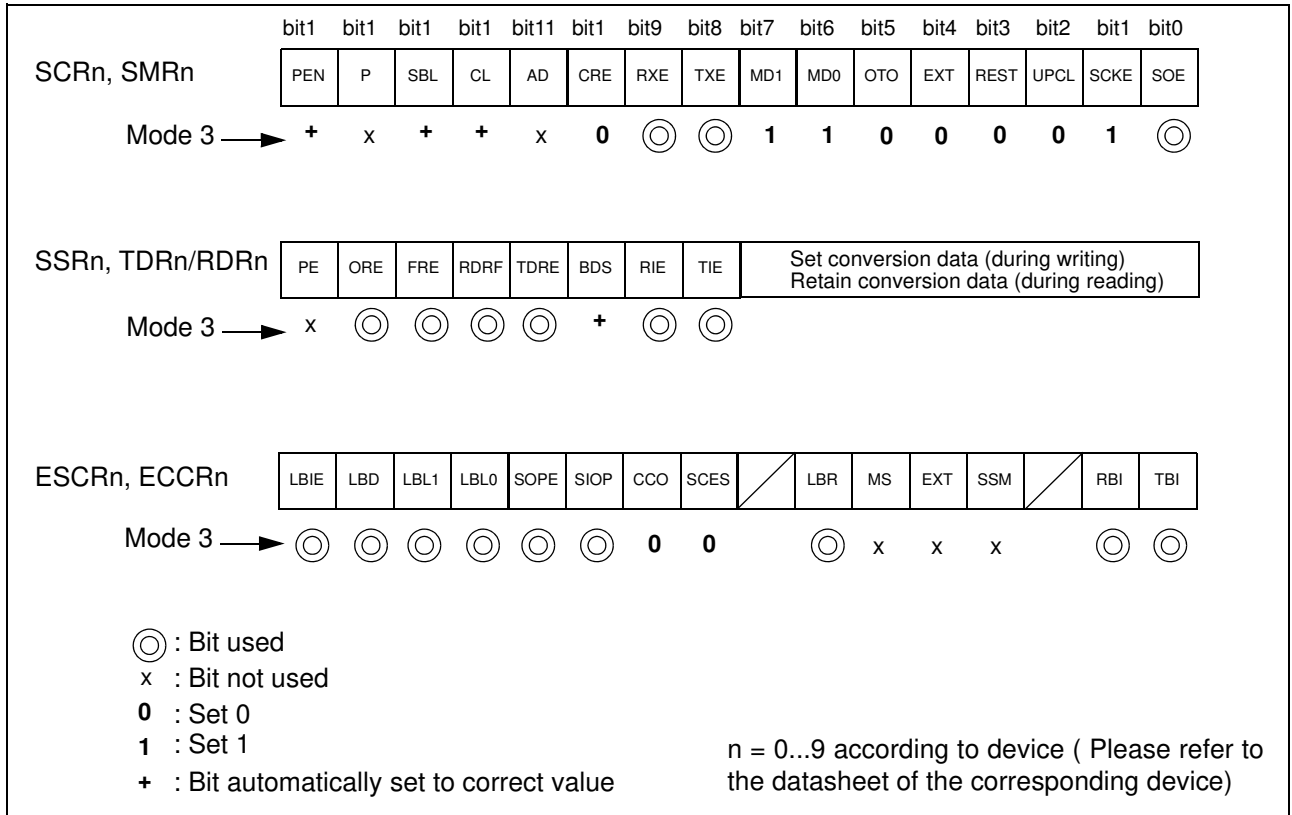 bit1 bit1 bit1 bit1 bit11 bit1 bit9 bit8 bit7 bit6 bit5 bit4 bit3 bit2 bit1 bit0
SCRn, SMRn PEN P SBL CL AD CRE RXE TXE MD1 MD0 OTO EXT REST UPCL SCKE SOE
Mode 3 + x + + x 0 ◎ ◎ 1 1 0 0 0 0 1 ◎
SSRn, TDRn/RDRn PE ORE FRE RDRF TDRE BDS RIE TIE Set conversion data (during writing)
Retain conversion data (during reading)
Mode 3 x ◎ ◎ ◎ ◎ + ◎ ◎
ESCRn, ECCRn LBIE LBD LBL1 LBL0 SOPE SIOP CCO SCES LBR MS EXT SSM RBI TBI
Mode 3 ◎ ◎ ◎ ◎ ◎ ◎ 0 0 ◎ x x x ◎ ◎
◎ : Bit used
x : Bit not used
0 : Set 0
1 : Set 1
+ : Bit automatically set to correct value
n = 0...9 according to device ( Please refer to
the datasheet of the corresponding device)